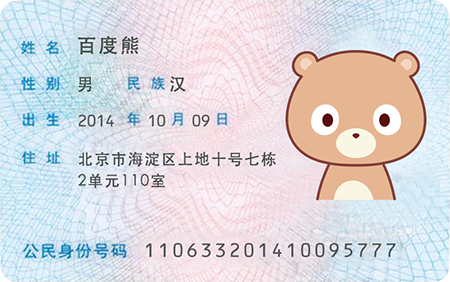 姓名 百度熊
性别 男 民族 汉
出生 2014 年 10 月 09 日
住址 北京市海淀区上地十号七栋
2单元110室
公民身份号码 110633201410095777